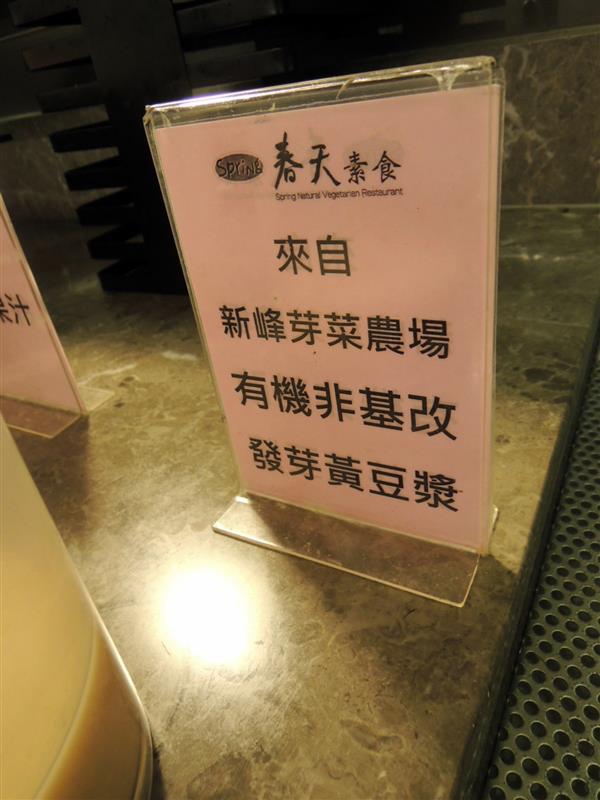 Spring 春天素食
Spring Natural Vegetarian Restaurant
來自
新峰芽菜農場
有機非基改
發芽黃豆漿
汁